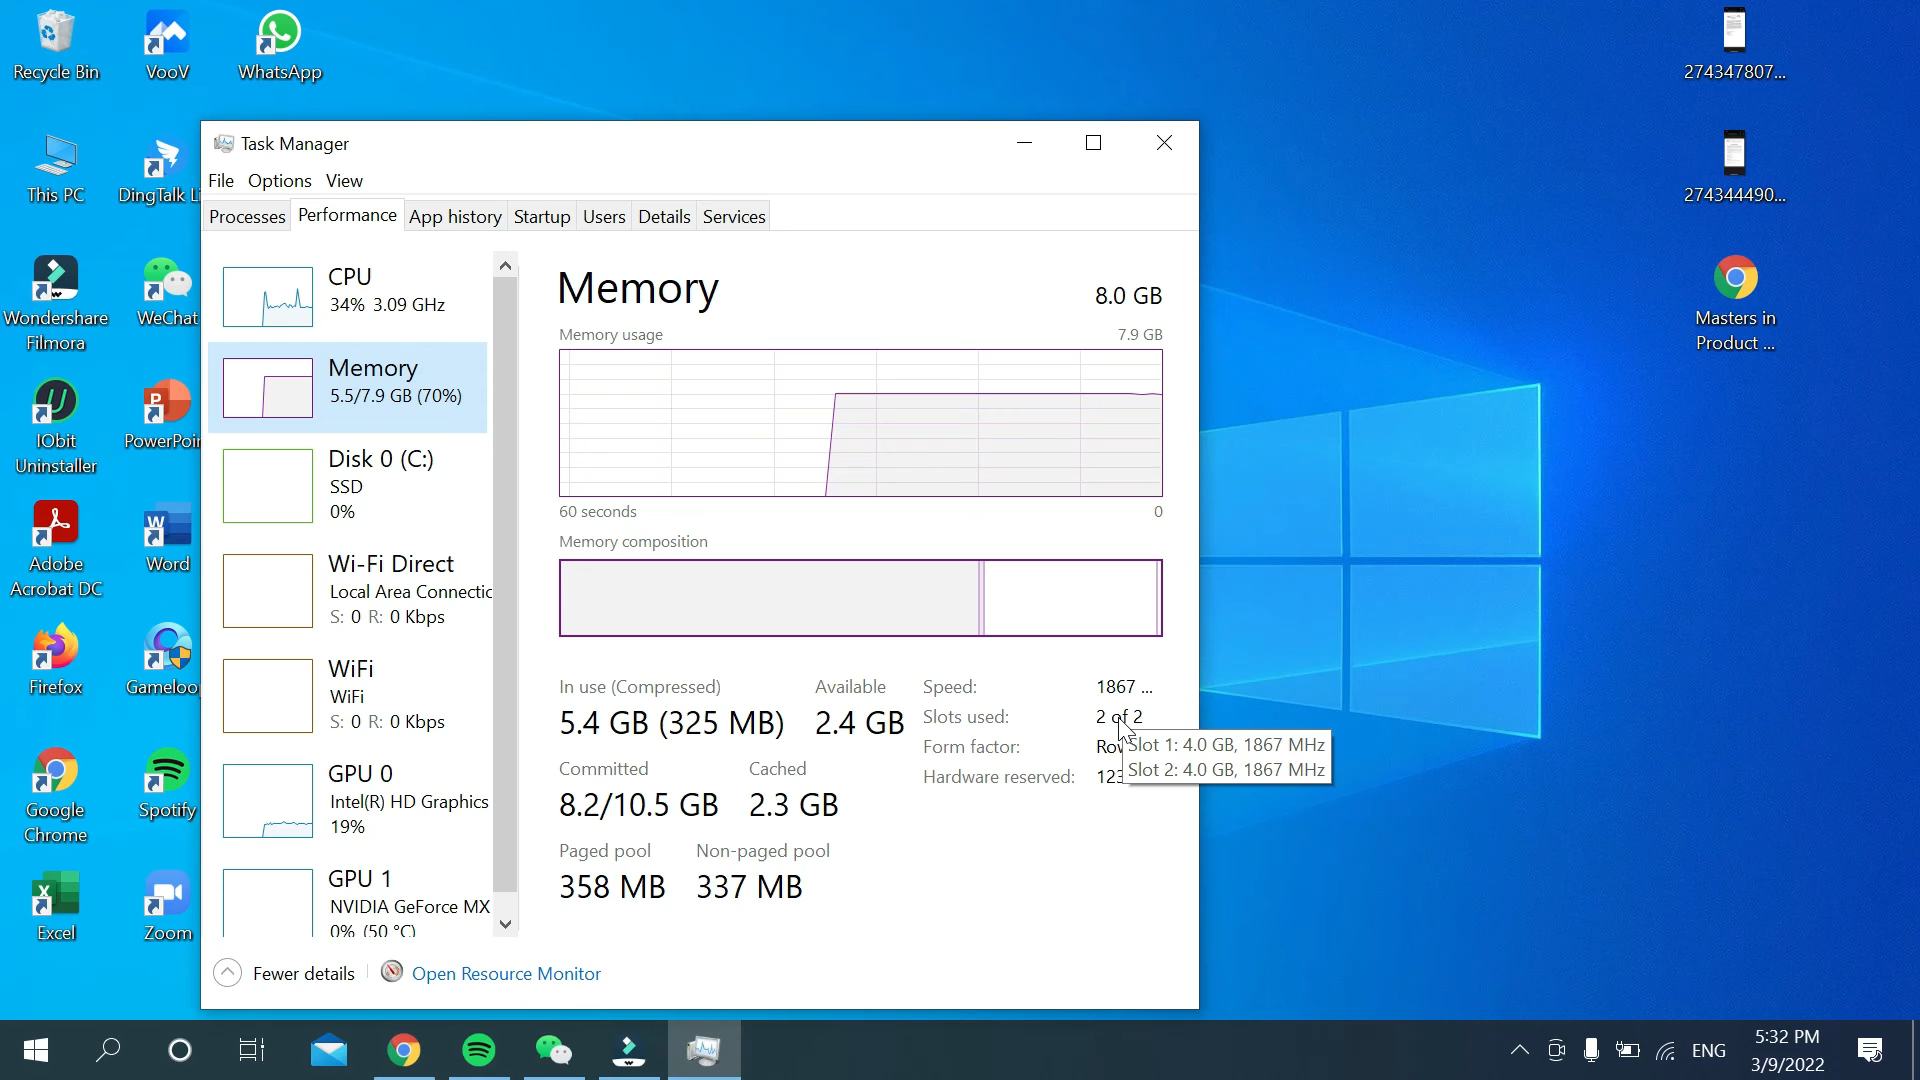 Recycle Bin
VooV
WhatsApp
This PC
DingTalk Li
Wondershare
Filmora
WeChat
IObit
Uninstaller
PowerPoin
Adobe
Acrobat DC
Word
Firefox
Gameloo
Google
Chrome
Spotify
Excel
Zoom
274347807...
274344490...
Masters in
Product ...
Task Manager
File Options View
Processes Performance App history Startup Users Details Services
CPU
34% 3.09 GHz
Memory
5.5/7.9 GB (70%)
Disk 0 (C:)
SSD
0%
Wi-Fi Direct
Local Area Connectic
S: 0 R: 0 Kbps
WiFi
WiFi
S: 0 R: 0 Kbps
GPU 0
Intel(R) HD Graphics
19%
GPU 1
NVIDIA GeForce MX
0% (50 °C)
Memory
8.0 GB
Memory usage
7.9 GB
60 seconds
0
Memory composition
In use (Compressed)
5.4 GB (325 MB)
Available
2.4 GB
Committed
8.2/10.5 GB
Cached
2.3 GB
Paged pool
358 MB
Non-paged pool
337 MB
Speed: 1867 ...
Slots used: 2 of 2
Form factor: Rov
Hardware reserved: 123
Slot 1: 4.0 GB, 1867 MHz
Slot 2: 4.0 GB, 1867 MHz
Fewer details
Open Resource Monitor
ENG
5:32 PM
3/9/2022